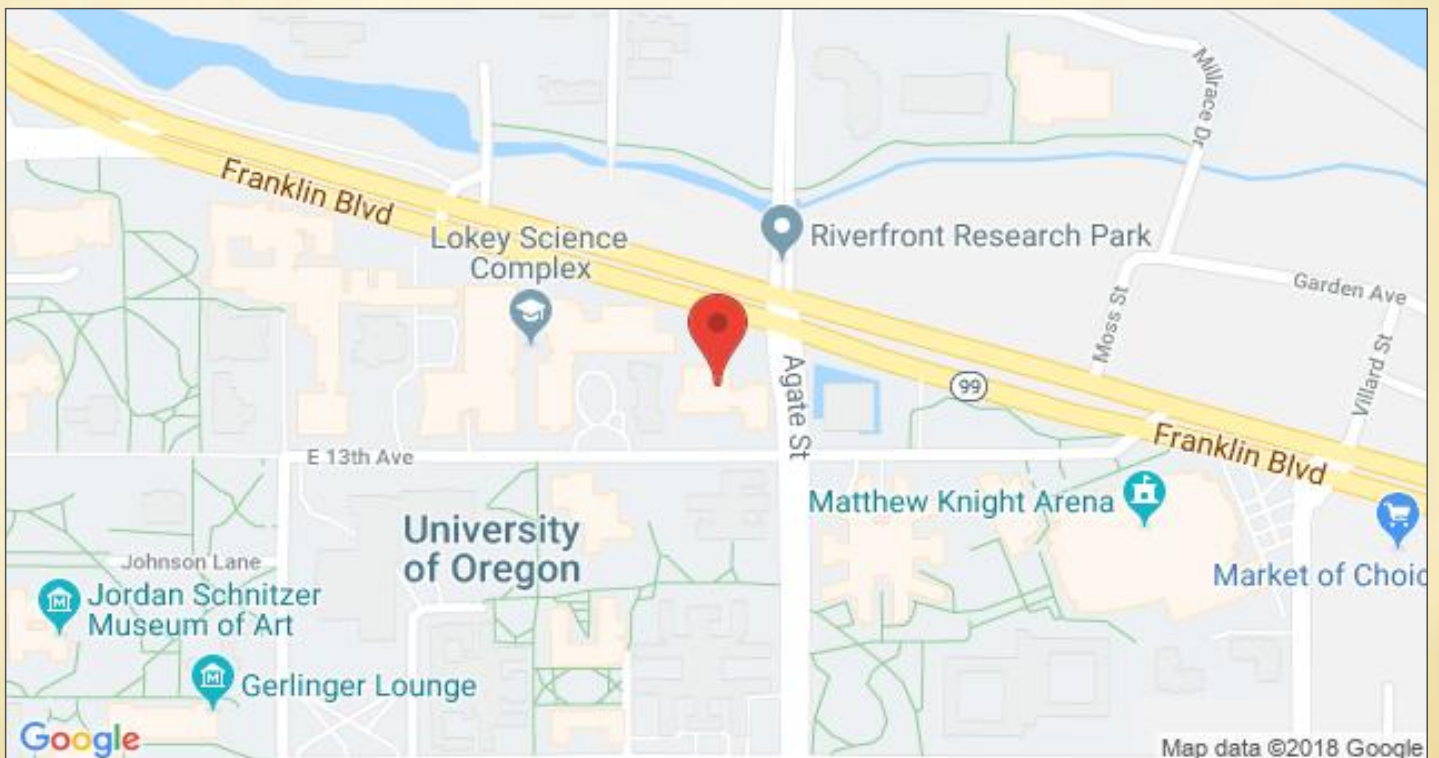 Millrace Dr
Franklin Blvd
Lokey Science
Complex
Riverfront Research Park
Garden Ave
Moss St
Villard St
Agate St
99
E 13th Ave
Franklin Blvd
Matthew Knight Arena
University
of Oregon
Johnson Lane
Market of Choic
Jordan Schnitzer
Museum of Art
Gerlinger Lounge
Google
Map data ©2018 Google